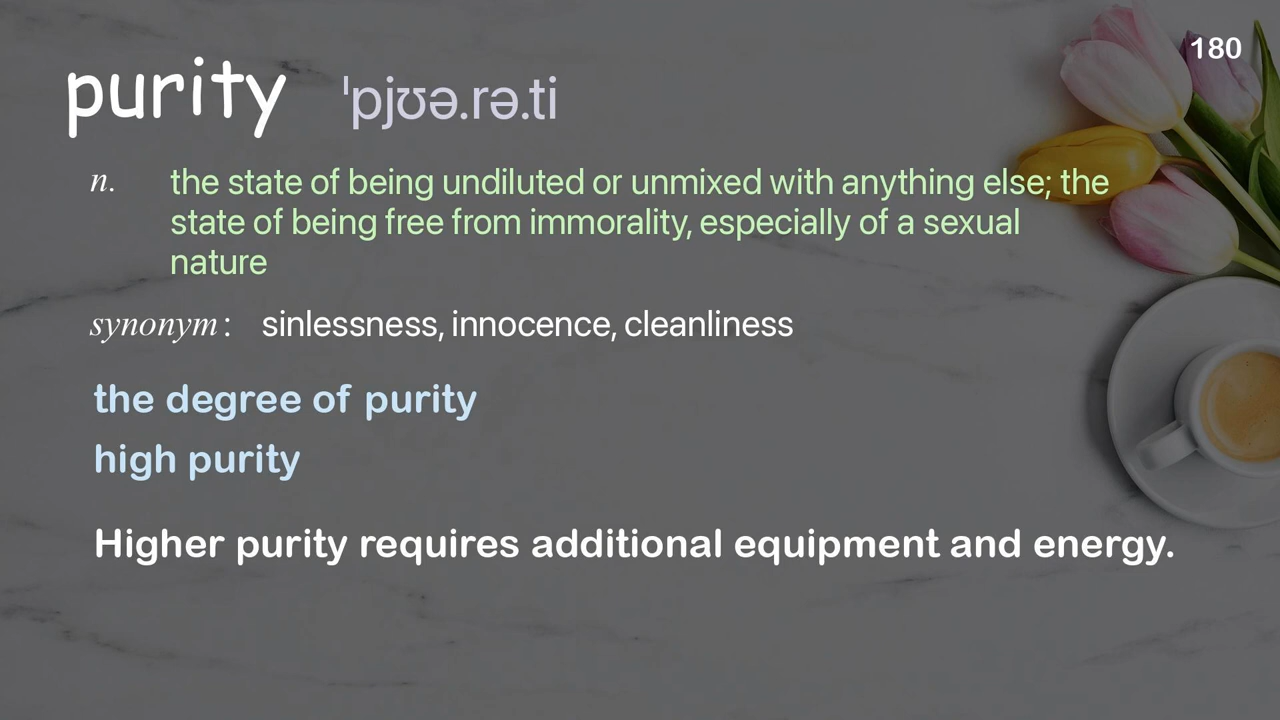 180
purity ˈpjʊə.rə.ti
n. the state of being undiluted or unmixed with anything else; the
state of being free from immorality, especially of a sexual
nature
synonym: sinlessness, innocence, cleanliness
the degree of purity
high purity
Higher purity requires additional equipment and energy.